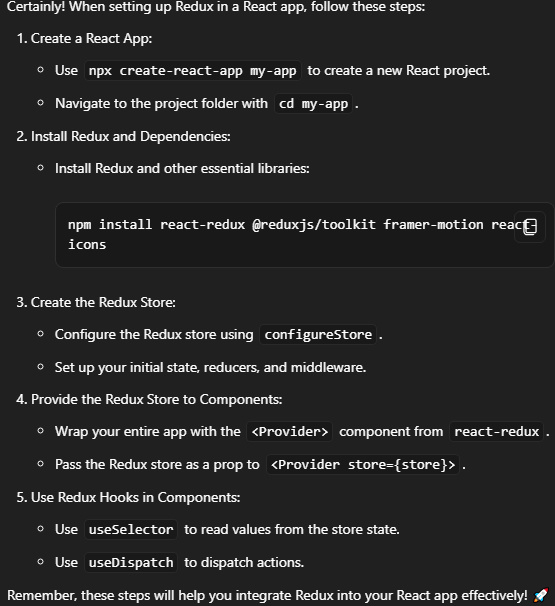 Certainly! When setting up Redux in a React app, follow these steps:
1. Create a React App:
○ Use npx create-react-app my-app to create a new React project.
○ Navigate to the project folder with cd my-app .
2. Install Redux and Dependencies:
○ Install Redux and other essential libraries:
npm install react-redux @reduxjs/toolkit framer-motion react-
icons
3. Create the Redux Store:
○ Configure the Redux store using configureStore .
○ Set up your initial state, reducers, and middleware.
4. Provide the Redux Store to Components:
○ Wrap your entire app with the <Provider> component from react-redux .
○ Pass the Redux store as a prop to <Provider store={store}> .
5. Use Redux Hooks in Components:
○ Use useSelector to read values from the store state.
○ Use useDispatch to dispatch actions.
Remember, these steps will help you integrate Redux into your React app effectively! 🚀